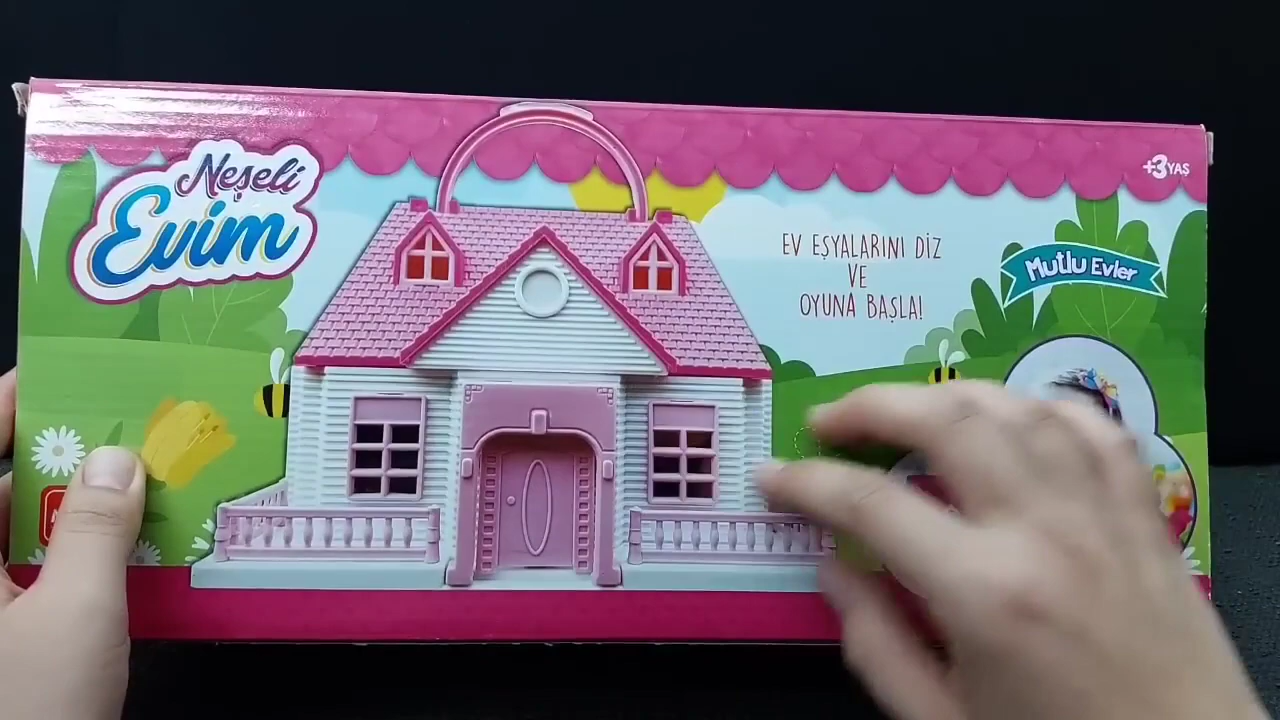 Neşeli
Evim
+3 YAŞ
EV EŞYALARINI DİZ
VE
OYUNA BAŞLA!
Mutlu Evler